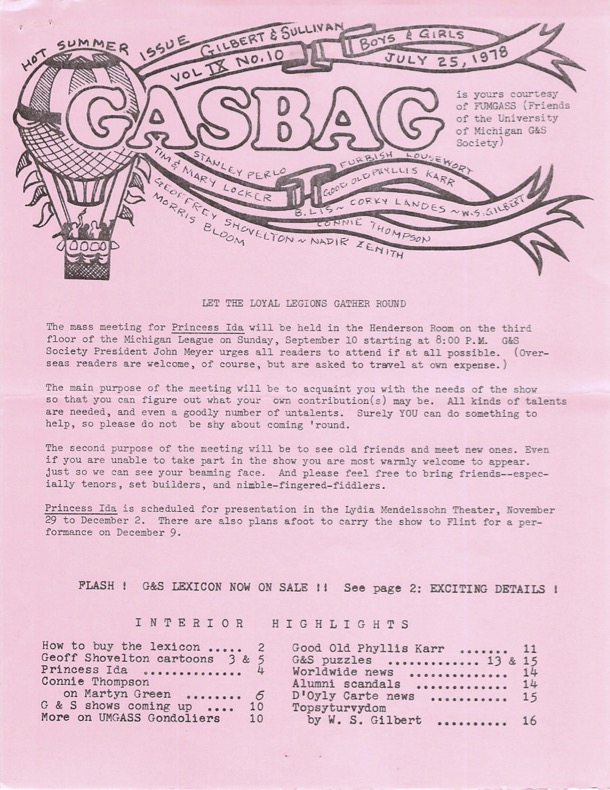 HOT SUMMER ISSUE
GILBERT & SULLIVAN BOYS & GIRLS
VOL IX No. 10 JULY 25, 1978
GASBAG
is yours courtesy
of FUMGASS (Friends
of the University
of Michigan G&S
Society)
STANLEY PERLO FURBISH LOUSEWORT
TIM & MARY LOCKER GOOD OLD PHYLLIS KARR
B. LIS ~ CORKY LANDES ~ W.S. GILBERT
GEOFFREY SHOVELTON ~ NADIR ZENITH
CONNIE THOMPSON
MORRIS BLOOM
LET THE LOYAL LEGIONS GATHER ROUND
The mass meeting for Princess Ida will be held in the Henderson Room on the third
floor of the Michigan League on Sunday, September 10 starting at 8:00 P.M. G&S
Society President John Meyer urges all readers to attend if at all possible. (Over-
seas readers are welcome, of course, but are asked to travel at own expense.)
The main purpose of the meeting will be to acquaint you with the needs of the show
so that you can figure out what your own contribution(s) may be. All kinds of talents
are needed, and even a goodly number of untalents. Surely YOU can do something to
help, so please do not be shy about coming 'round.
The second purpose of the meeting will be to see old friends and meet new ones. Even
if you are unable to take part in the show you are most warmly welcome to appear.
just so we can see your beaming face. And please feel free to bring friends--espec-
ially tenors, set builders, and nimble-fingered-fiddlers.
Princess Ida is scheduled for presentation in the Lydia Mendelssohn Theater, November
29 to December 2. There are also plans afoot to carry the show to Flint for a per-
formance on December 9.
FLASH ! G&S LEXICON NOW ON SALE !! See page 2: EXCITING DETAILS !
INTERIOR HIGHLIGHTS
How to buy the lexicon ..... 2
Geoff Shovelton cartoons 3 & 5
Princess Ida .............. 4
Connie Thompson
on Martyn Green ........ 6
G & S shows coming up .... 10
More on UMGASS Gondoliers 10
Good Old Phyllis Karr ....... 11
G&S puzzles ............ 13 & 15
Worldwide news ............. 14
Alumni scandals ............ 14
D'Oyly Carte news .......... 15
Topsyturvydom
by W. S. Gilbert .......... 16